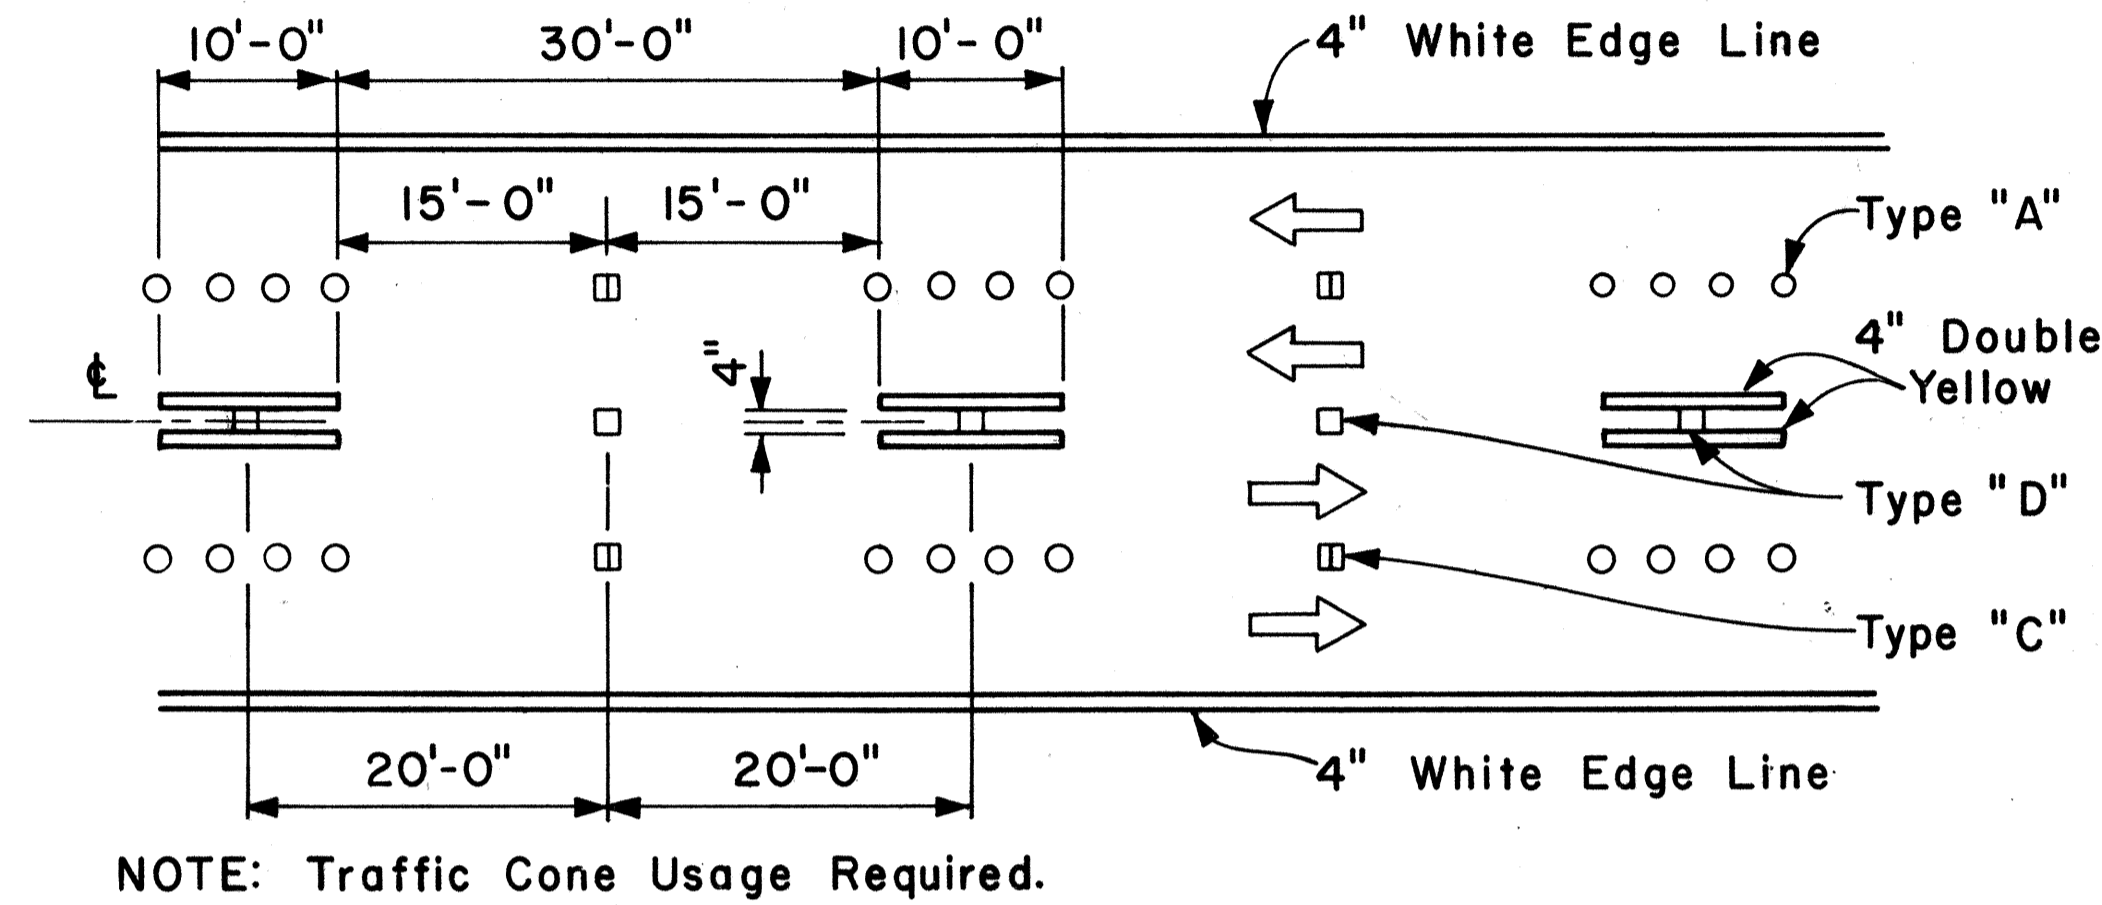 10'-0" 30'-0" 10'-0" 4" White Edge Line
15'-0" 15'-0" Type "A"
4" Double
Yellow
℄ 4"
Type "D"
Type "C"
20'-0" 20'-0" 4" White Edge Line
NOTE: Traffic Cone Usage Required.